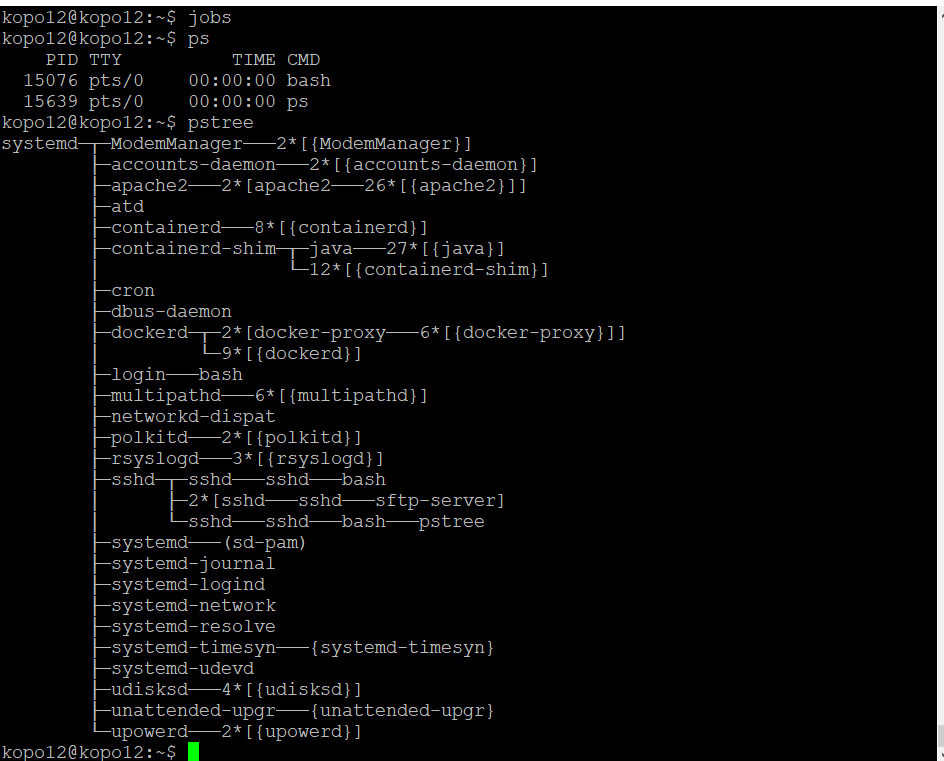 kopo12@kopo12:~$ jobs
kopo12@kopo12:~$ ps
    PID TTY          TIME CMD
  15076 pts/0    00:00:00 bash
  15639 pts/0    00:00:00 ps
kopo12@kopo12:~$ pstree
systemd─┬─ModemManager───2*[{ModemManager}]
        ├─accounts-daemon───2*[{accounts-daemon}]
        ├─apache2───2*[apache2───26*[{apache2}]]
        ├─atd
        ├─containerd───8*[{containerd}]
        ├─containerd-shim─┬─java───27*[{java}]
        │                 └─12*[{containerd-shim}]
        ├─cron
        ├─dbus-daemon
        ├─dockerd─┬─2*[docker-proxy───6*[{docker-proxy}]]
        │         └─9*[{dockerd}]
        ├─login───bash
        ├─multipathd───6*[{multipathd}]
        ├─networkd-dispat
        ├─polkitd───2*[{polkitd}]
        ├─rsyslogd───3*[{rsyslogd}]
        ├─sshd─┬─sshd───sshd───bash
        │      ├─2*[sshd───sshd───sftp-server]
        │      └─sshd───sshd───bash───pstree
        ├─systemd───(sd-pam)
        ├─systemd-journal
        ├─systemd-logind
        ├─systemd-network
        ├─systemd-resolve
        ├─systemd-timesyn───{systemd-timesyn}
        ├─systemd-udevd
        ├─udisksd───4*[{udisksd}]
        ├─unattended-upgr───{unattended-upgr}
        └─upowerd───2*[{upowerd}]
kopo12@kopo12:~$